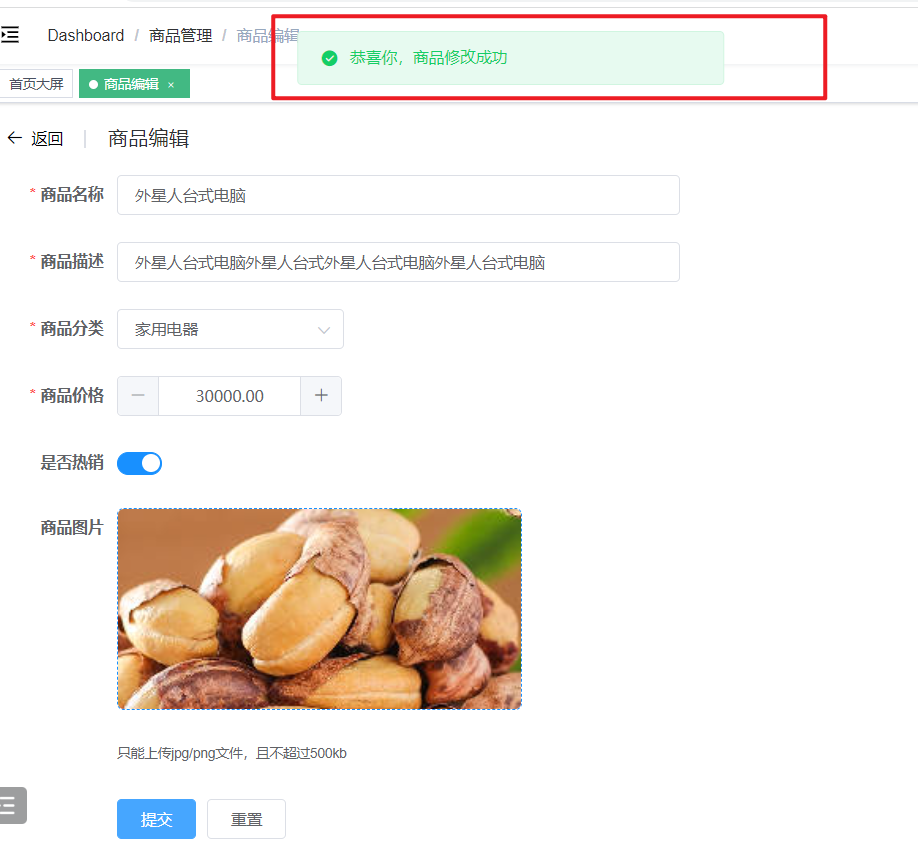 Dashboard / 商品管理 / 商品编辑
恭喜你，商品修改成功
首页大屏
商品编辑 ×
返回 商品编辑
* 商品名称 外星人台式电脑
* 商品描述 外星人台式电脑外星人台式外星人台式电脑外星人台式电脑
* 商品分类 家用电器
* 商品价格 — 30000.00 +
是否热销
商品图片
只能上传jpg/png文件，且不超过500kb
提交 重置